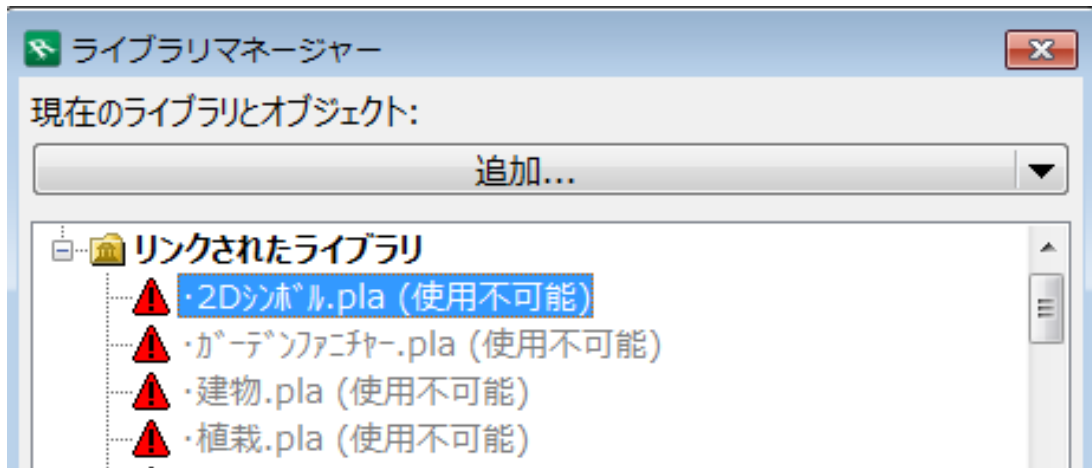 ライブラリマネージャー
現在のライブラリとオブジェクト:
追加...
リンクされたライブラリ
・2Dｼﾝﾎﾞﾙ.pla (使用不可能)
・ｶﾞｰﾃﾞﾝﾌｧﾆﾁｬｰ.pla (使用不可能)
・建物.pla (使用不可能)
・植栽.pla (使用不可能)